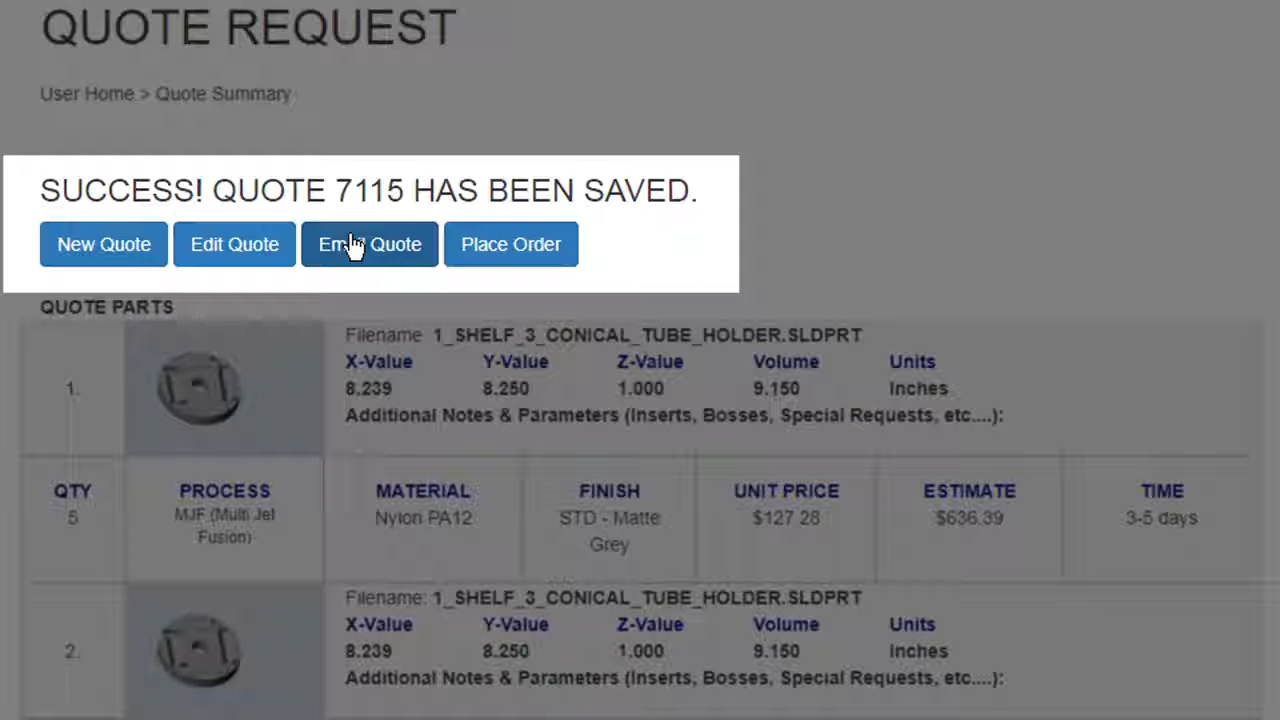 QUOTE REQUEST
User Home > Quote Summary
SUCCESS! QUOTE 7115 HAS BEEN SAVED.
New Quote Edit Quote Quote Place Order
QUOTE PARTS
Filename: 1_SHELF_3_CONICAL_TUBE_HOLDER.SLDPRT
X-Value Y-Value Z-Value Volume Units
1. 8.239 8.250 1.000 9.150 Inches
Additional Notes & Parameters (Inserts, Bosses, Special Requests, etc....):
QTY PROCESS MATERIAL FINISH UNIT PRICE ESTIMATE TIME
5 MJF (Multi Jet Nylon PA12 STD - Matte $127.28 $636.39 3-5 days
Fusion) Grey
Filename: 1_SHELF_3_CONICAL_TUBE_HOLDER.SLDPRT
X-Value Y-Value Z-Value Volume Units
2. 8.239 8.250 1.000 9.150 Inches
Additional Notes & Parameters (Inserts, Bosses, Special Requests, etc....):